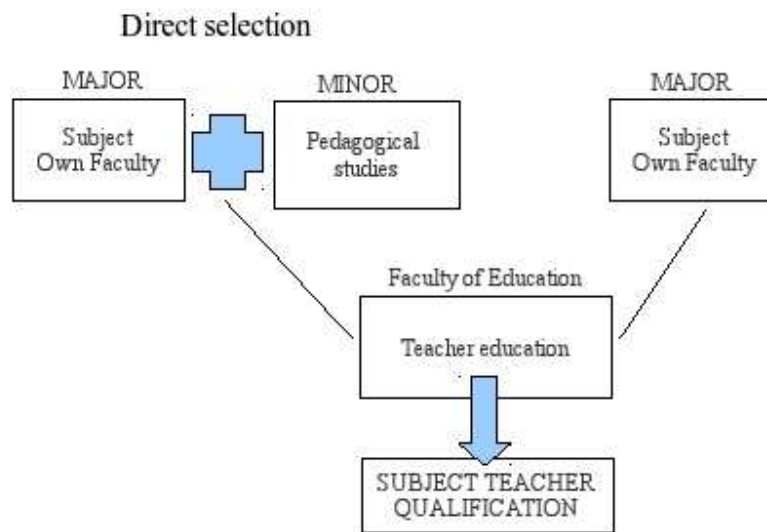 Direct selection
MAJOR
Subject
Own Faculty
MINOR
Pedagogical
studies
MAJOR
Subject
Own Faculty
Faculty of Education
Teacher education
SUBJECT TEACHER
QUALIFICATION